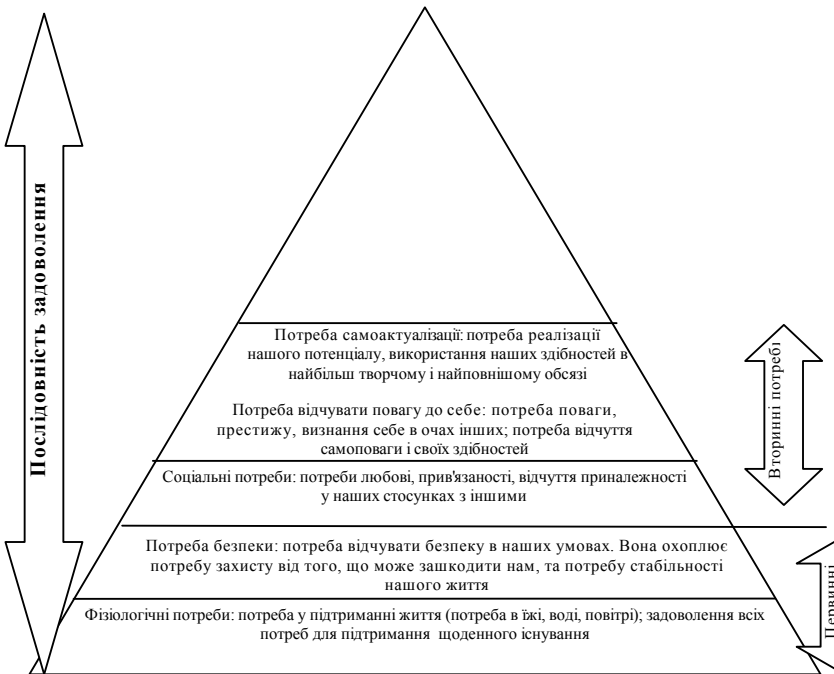 Послідовність задоволення
Потреба самоактуалізації: потреба реалізації
нашого потенціалу, використання наших здібностей в
найбільш творчому і найповнішому обсязі
Потреба відчувати повагу до себе: потреба поваги,
престижу, визнання себе в очах інших; потреба відчуття
самоповаги і своїх здібностей
Соціальні потреби: потреби любові, прив'язаності, відчуття приналежності
у наших стосунках з іншими
Потреба безпеки: потреба відчувати безпеку в наших умовах. Вона охоплює
потребу захисту від того, що може зашкодити нам, та потребу стабільності
нашого життя
Фізіологічні потреби: потреба у підтриманні життя (потреба в їжі, воді, повітрі); задоволення всіх
потреб для підтримання щоденного існування
Вторинні потреби
Первинні